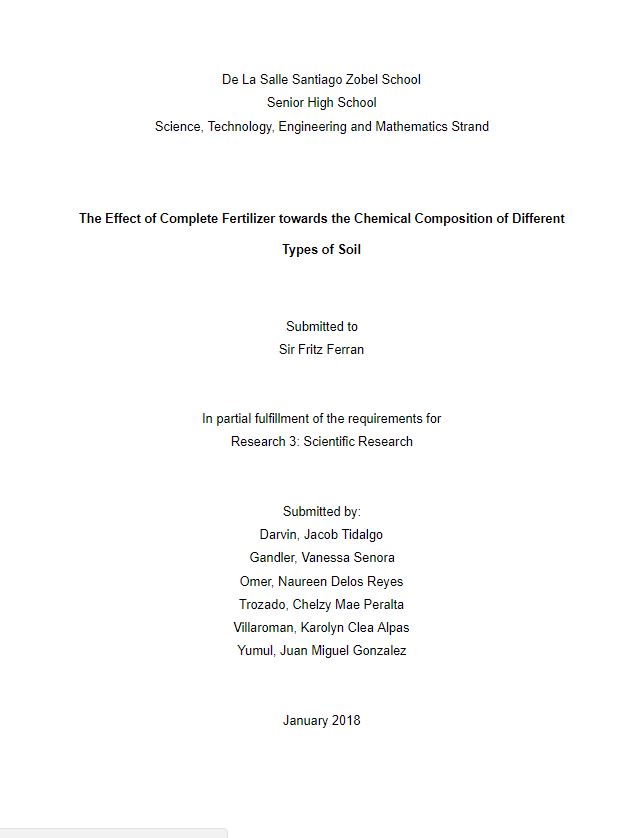 De La Salle Santiago Zobel School
Senior High School
Science, Technology, Engineering and Mathematics Strand
The Effect of Complete Fertilizer towards the Chemical Composition of Different
Types of Soil
Submitted to
Sir Fritz Ferran
In partial fulfillment of the requirements for
Research 3: Scientific Research
Submitted by:
Darvin, Jacob Tidalgo
Gandler, Vanessa Senora
Omer, Naureen Delos Reyes
Trozado, Chelzy Mae Peralta
Villaroman, Karolyn Clea Alpas
Yumul, Juan Miguel Gonzalez
January 2018